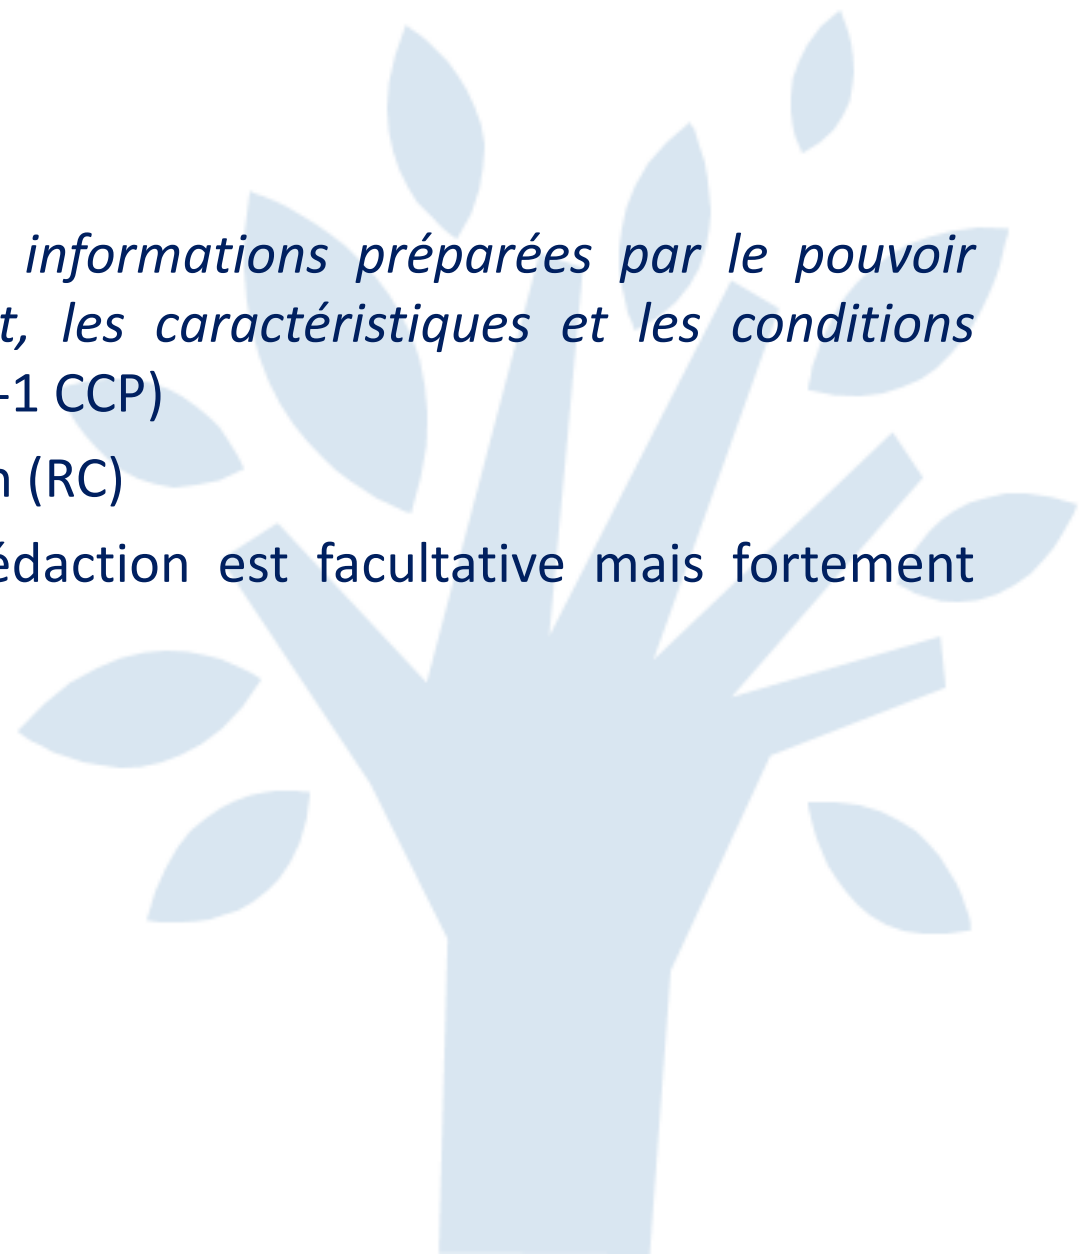 informations préparées par le pouvoir
t, les caractéristiques et les conditions
-1 CCP)
n (RC)
édaction est facultative mais fortement